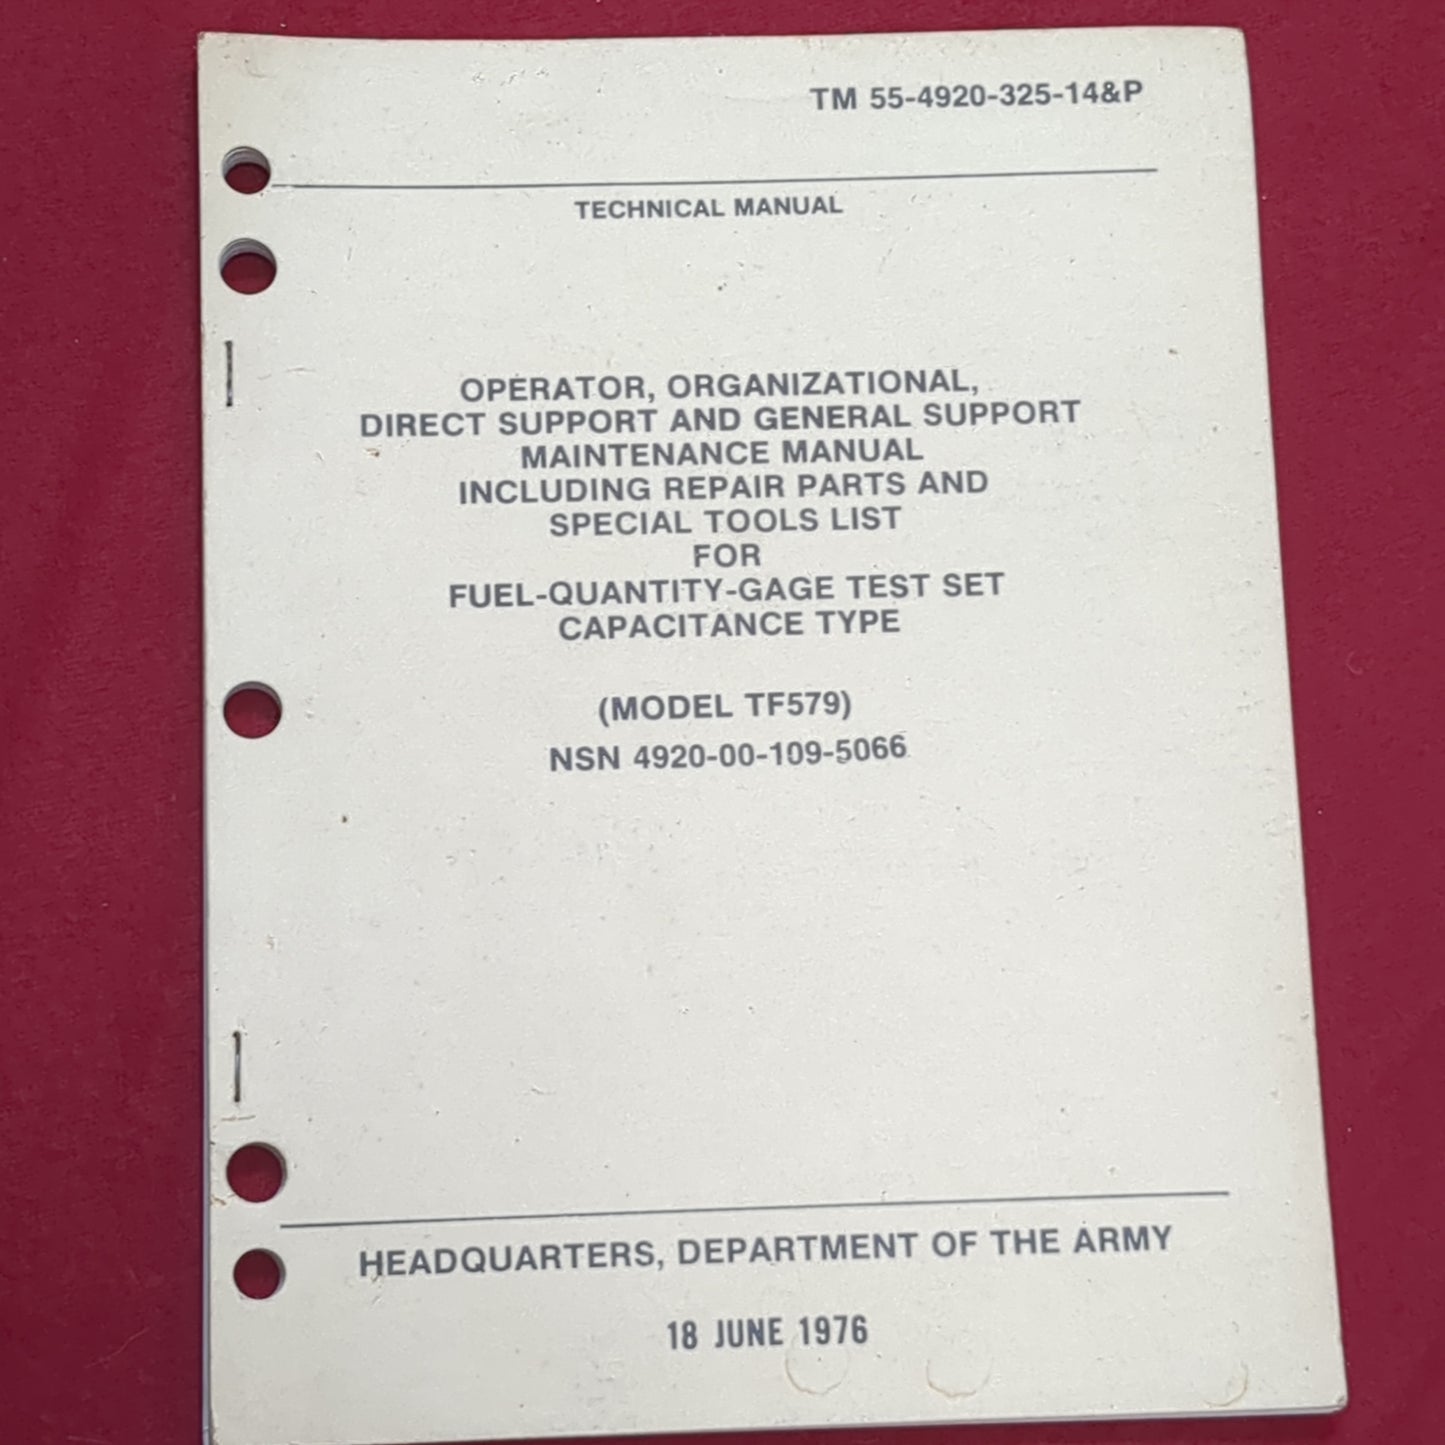 TM 55-4920-325-14&P
TECHNICAL MANUAL
OPERATOR, ORGANIZATIONAL,
DIRECT SUPPORT AND GENERAL SUPPORT
MAINTENANCE MANUAL
INCLUDING REPAIR PARTS AND
SPECIAL TOOLS LIST
FOR
FUEL-QUANTITY-GAGE TEST SET
CAPACITANCE TYPE
(MODEL TF579)
NSN 4920-00-109-5066
HEADQUARTERS, DEPARTMENT OF THE ARMY
18 JUNE 1976